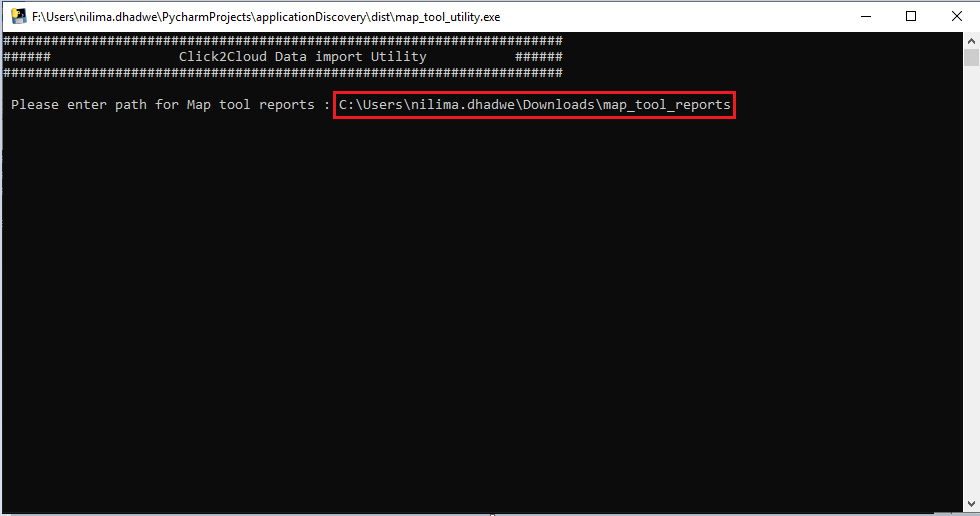 F:\Users\nilima.dhadwe\PycharmProjects\applicationDiscovery\dist\map_tool_utility.exe
######################################################################
###### Click2Cloud Data import Utility ######
######################################################################
Please enter path for Map tool reports : C:\Users\nilima.dhadwe\Downloads\map_tool_reports